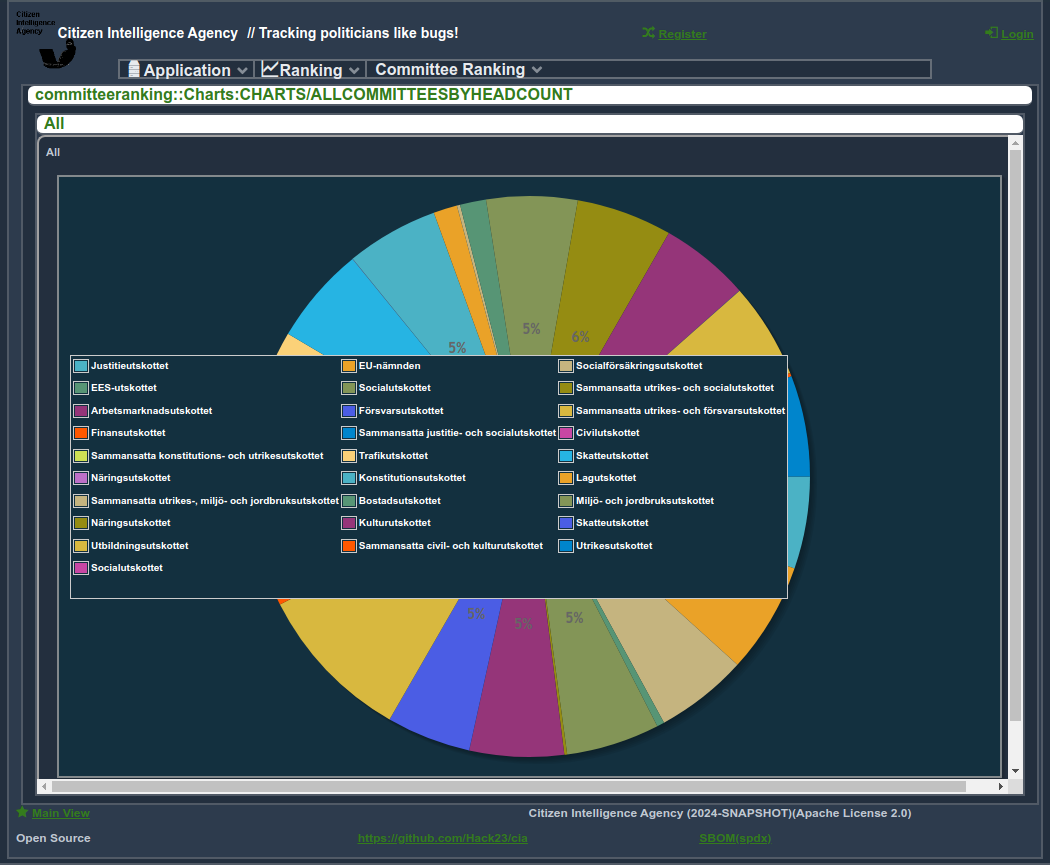 Citizen
Intelligence
Agency
Citizen Intelligence Agency // Tracking politicians like bugs!
Register
Login
Application
Ranking
Committee Ranking
committeeranking::Charts:CHARTS/ALLCOMMITTEESBYHEADCOUNT
All
All
5%
6%
5%
Justitieutskottet
EU-nämnden
Socialförsäkringsutskottet
EES-utskottet
Socialutskottet
Sammansatta utrikes- och socialutskottet
Arbetsmarknadsutskottet
Försvarsutskottet
Sammansatta utrikes- och försvarsutskottet
Finansutskottet
Sammansatta justitie- och socialutskottet
Civilutskottet
Sammansatta konstitutions- och utrikesutskottet
Trafikutskottet
Skatteutskottet
Näringsutskottet
Konstitutionsutskottet
Lagutskottet
Sammansatta utrikes-, miljö- och jordbruksutskottet
Bostadsutskottet
Miljö- och jordbruksutskottet
Näringsutskottet
Kulturutskottet
Skatteutskottet
Utbildningsutskottet
Sammansatta civil- och kulturutskottet
Utrikesutskottet
Socialutskottet
5%
5%
5%
Main View
Citizen Intelligence Agency (2024-SNAPSHOT)(Apache License 2.0)
Open Source
https://github.com/Hack23/cia
SBOM(spdx)